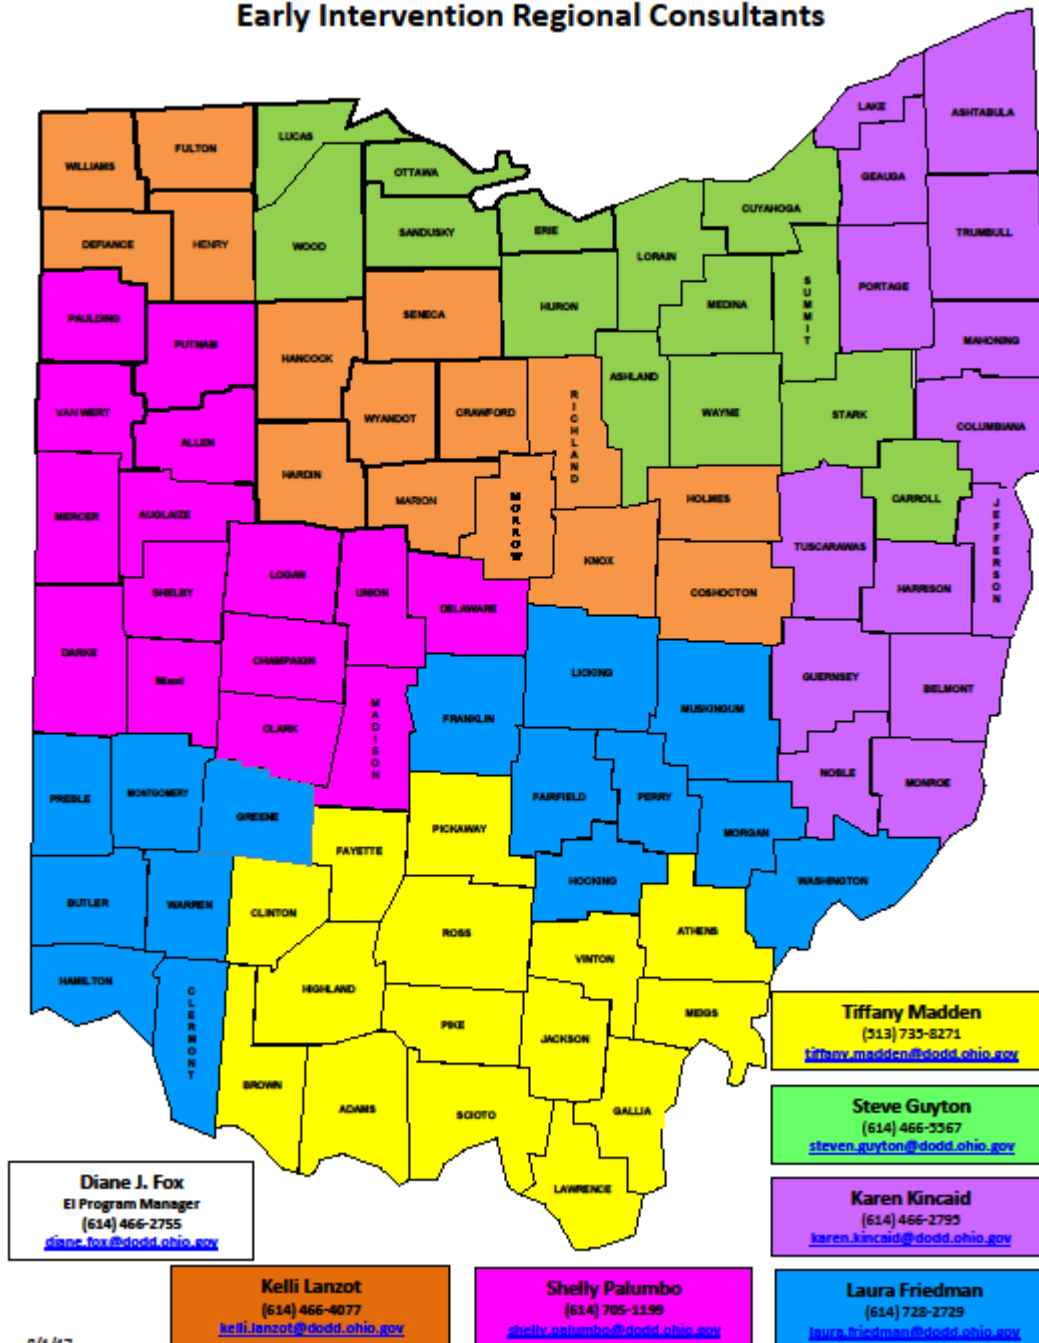 Early Intervention Regional Consultants
LAKE
ASHTABULA
WILLIAMS
FULTON
LUCAS
OTTAWA
GEAUGA
CUYAHOGA
DEFIANCE
HENRY
WOOD
SANDUSKY
ERIE
LORAIN
TRUMBULL
PAULDING
PUTNAM
HANCOCK
SENECA
HURON
MEDINA
SUMMIT
PORTAGE
MAHONING
VAN WERT
ALLEN
WYANDOT
CRAWFORD
RICHLAND
ASHLAND
WAYNE
STARK
COLUMBIANA
MERCER
AUGLAIZE
HARDIN
MARION
MORROW
HOLMES
CARROLL
JEFFERSON
SHELBY
LOGAN
UNION
KNOX
COSHOCTON
TUSCARAWAS
HARRISON
DELAWARE
DARKE
Miami
CHAMPAIGN
LICKING
MUSKINGUM
GUERNSEY
BELMONT
CLARK
MADISON
FRANKLIN
NOBLE
MONROE
PREBLE
MONTGOMERY
GREENE
FAIRFIELD
PERRY
MORGAN
PICKAWAY
FAYETTE
HOCKING
WASHINGTON
BUTLER
WARREN
CLINTON
ROSS
ATHENS
VINTON
HAMILTON
CLERMONT
HIGHLAND
PIKE
JACKSON
MEIGS
BROWN
ADAMS
SCIOTO
GALLIA
LAWRENCE
Tiffany Madden
(513) 735-8271
tiffany.madden@dodd.ohio.gov
Steve Guyton
(614) 466-5567
steven.guyton@dodd.ohio.gov
Diane J. Fox
EI Program Manager
(614) 466-2755
diane.fox@dodd.ohio.gov
Karen Kincaid
(614) 466-2795
karen.kincaid@dodd.ohio.gov
Kelli Lanzot
(614) 466-4077
kelli.lanzot@dodd.ohio.gov
Shelly Palumbo
(614) 705-1199
shelly.palumbo@dodd.ohio.gov
Laura Friedman
(614) 728-2729
laura.friedman@dodd.ohio.gov